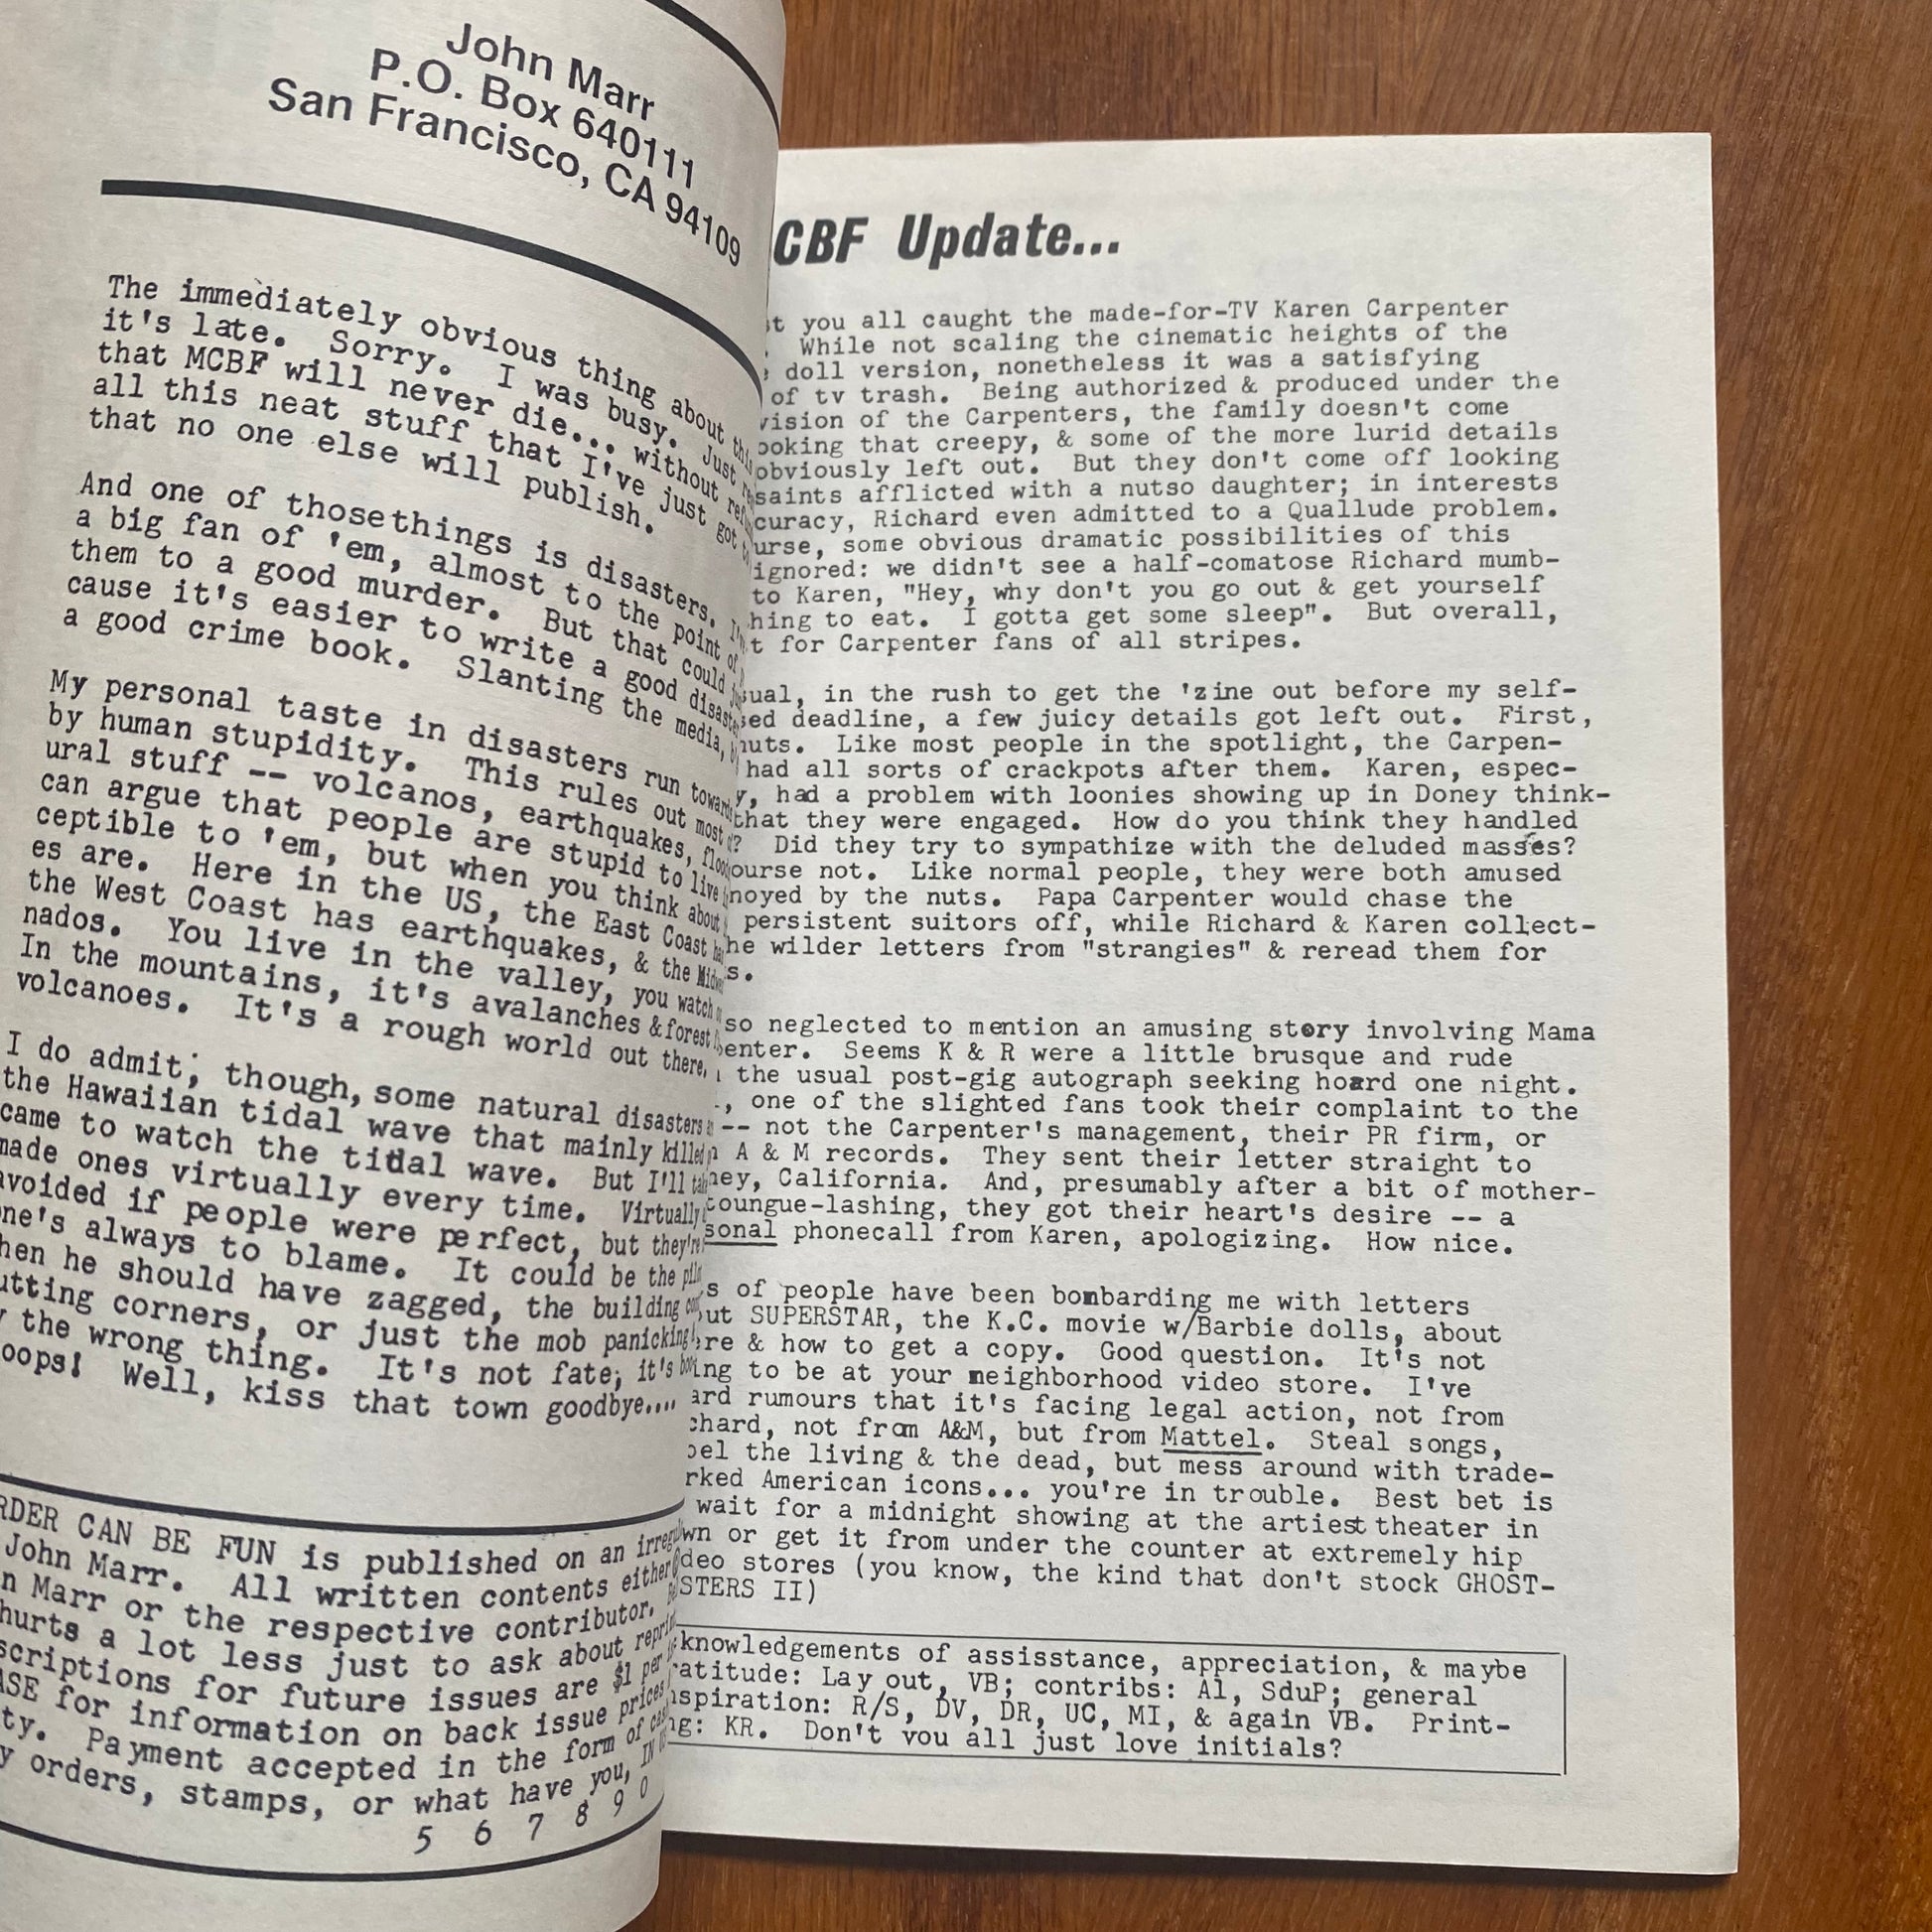 John Marr
P.O. Box 640111
San Francisco, CA 94109
The immediately obvious thing about this
it's late.  Sorry.  I was busy.  Just
that MCBF will never die... without
all this neat stuff that I've just got
that no one else will publish.
And one of thosethings is disasters.  I'm
a big fan of 'em, almost to the point of
them to a good murder.  But that could
cause it's easier to write a good disaster
a good crime book.  Slanting the media,
My personal taste in disasters run towards
by human stupidity.  This rules out most
ural stuff -- volcanos, earthquakes,
can argue that people are stupid to live
ceptible to 'em, but when you think about
es are.  Here in the US, the East Coast
the West Coast has earthquakes, & the
nados.  You live in the valley, you watch
In the mountains, it's avalanches & forest
volcanoes.  It's a rough world out there.
I do admit, though, some natural disasters
the Hawaiian tidal wave that mainly killed
came to watch the tidal wave.  But I'll
made ones virtually every time.  Virtually
avoided if people were perfect, but they're
one's always to blame.  It could be the
hen he should have zagged, the building
utting corners, or just the mob panicking
the wrong thing.  It's not fate; it's
oops!  Well, kiss that town goodbye....
RDER CAN BE FUN is published on an
John Marr.  All written contents either
n Marr or the respective contributor.
hurts a lot less just to ask about
scriptions for future issues are $1 per
ASE for information on back issue prices
ty.  Payment accepted in the form of
y orders, stamps, or what have you, IN
5 6 7 8 9 0
CBF Update...
st you all caught the made-for-TV Karen Carpenter
.  While not scaling the cinematic heights of the
doll version, nonetheless it was a satisfying
of tv trash.  Being authorized & produced under the
vision of the Carpenters, the family doesn't come
ooking that creepy, & some of the more lurid details
obviously left out.  But they don't come off looking
saints afflicted with a nutso daughter; in interests
curacy, Richard even admitted to a Quallude problem.
urse, some obvious dramatic possibilities of this
ignored: we didn't see a half-comatose Richard mumb-
to Karen, "Hey, why don't you go out & get yourself
hing to eat.  I gotta get some sleep".  But overall,
t for Carpenter fans of all stripes.
sual, in the rush to get the 'zine out before my self-
sed deadline, a few juicy details got left out.  First,
nuts.  Like most people in the spotlight, the Carpen-
had all sorts of crackpots after them.  Karen, espec-
y, had a problem with loonies showing up in Doney think-
that they were engaged.  How do you think they handled
?  Did they try to sympathize with the deluded masses?
ourse not.  Like normal people, they were both amused
noyed by the nuts.  Papa Carpenter would chase the
persistent suitors off, while Richard & Karen collect-
he wilder letters from "strangies" & reread them for
s.
so neglected to mention an amusing story involving Mama
penter.  Seems K & R were a little brusque and rude
the usual post-gig autograph seeking hoard one night.
, one of the slighted fans took their complaint to the
-- not the Carpenter's management, their PR firm, or
A & M records.  They sent their letter straight to
ney, California.  And, presumably after a bit of mother-
toungue-lashing, they got their heart's desire -- a
sonal phonecall from Karen, apologizing.  How nice.
s of people have been bombarding me with letters
ut SUPERSTAR, the K.C. movie w/Barbie dolls, about
ere & how to get a copy.  Good question.  It's not
ing to be at your neighborhood video store.  I've
ard rumours that it's facing legal action, not from
chard, not from A&M, but from Mattel.  Steal songs,
bel the living & the dead, but mess around with trade-
rked American icons... you're in trouble.  Best bet is
wait for a midnight showing at the artiest theater in
wn or get it from under the counter at extremely hip
deo stores (you know, the kind that don't stock GHOST-
STERS II)
knowledgements of assisstance, appreciation, & maybe
ratitude: Lay out, VB; contribs: Al, SduP; general
nspiration: R/S, DV, DR, UC, MI, & again VB.  Print-
ng: KR.  Don't you all just love initials?